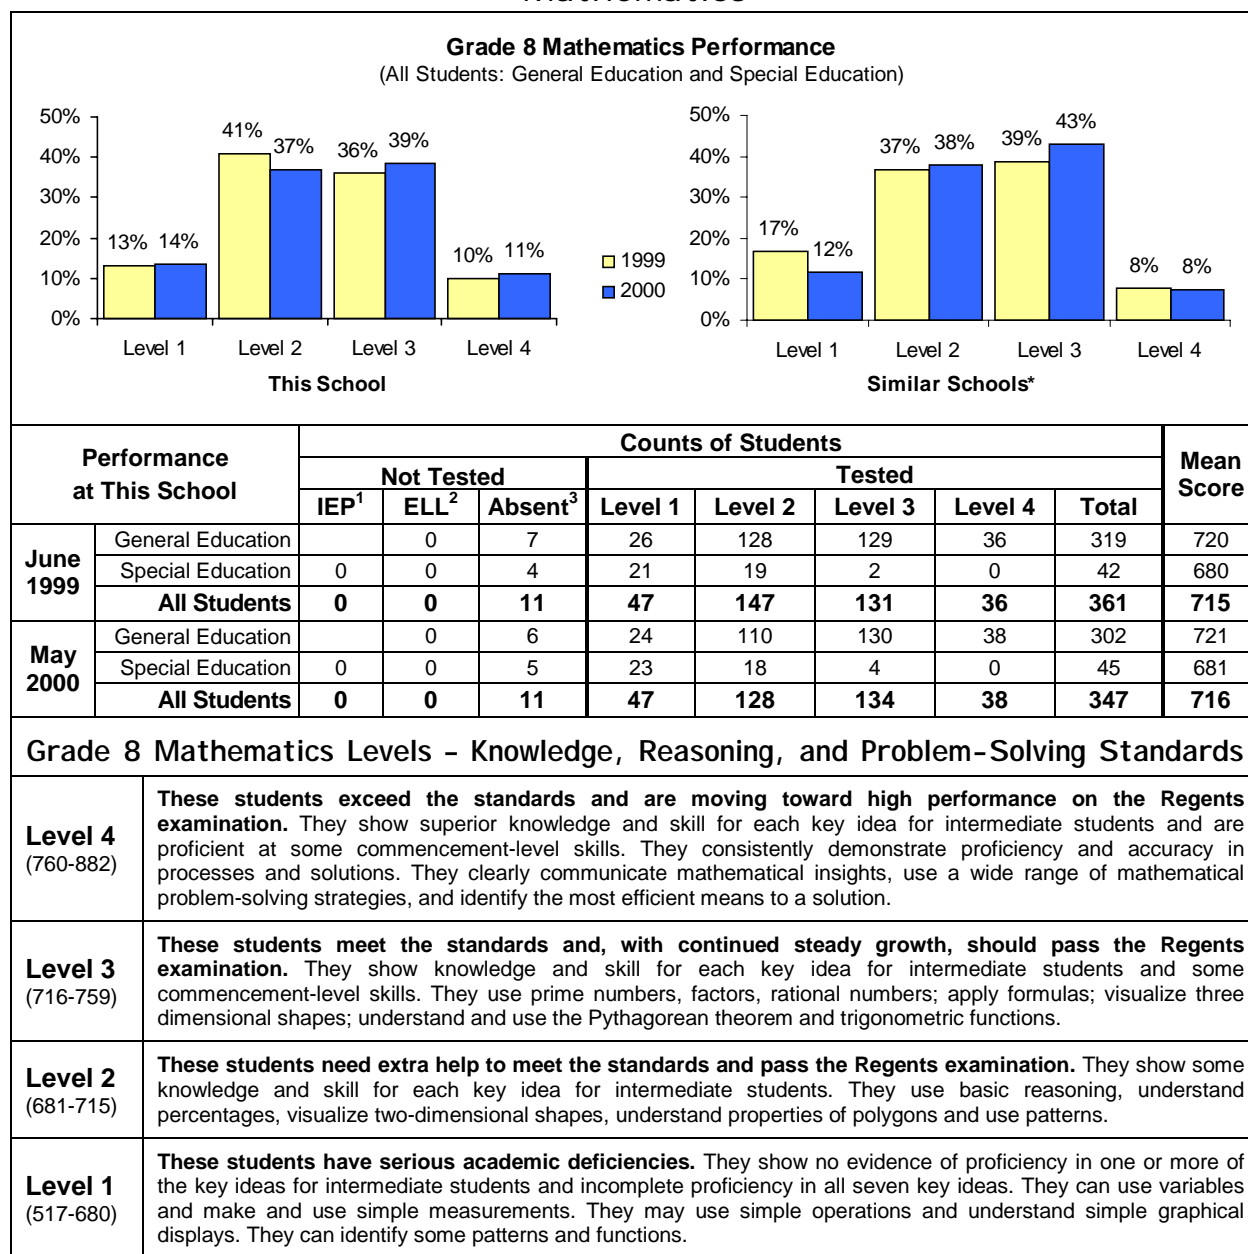 Grade 8 Mathematics Performance
(All Students: General Education and Special Education)
50%
40%
30%
20%
10%
0%
13% 14%
41% 37%
36% 39%
10% 11%
Level 1 Level 2 Level 3 Level 4
This School
1999
2000
50%
40%
30%
20%
10%
0%
17% 12%
37% 38%
39% 43%
8% 8%
Level 1 Level 2 Level 3 Level 4
Similar Schools*
Performance
at This School
Counts of Students
Mean
Score
Not Tested Tested
IEP1 ELL2 Absent3 Level 1 Level 2 Level 3 Level 4 Total
June
1999
General Education 0 7 26 128 129 36 319 720
Special Education 0 0 4 21 19 2 0 42 680
All Students 0 0 11 47 147 131 36 361 715
May
2000
General Education 0 6 24 110 130 38 302 721
Special Education 0 0 5 23 18 4 0 45 681
All Students 0 0 11 47 128 134 38 347 716
Grade 8 Mathematics Levels – Knowledge, Reasoning, and Problem-Solving Standards
Level 4
(760-882)
These students exceed the standards and are moving toward high performance on the Regents
examination. They show superior knowledge and skill for each key idea for intermediate students and are
proficient at some commencement-level skills. They consistently demonstrate proficiency and accuracy in
processes and solutions. They clearly communicate mathematical insights, use a wide range of mathematical
problem-solving strategies, and identify the most efficient means to a solution.
Level 3
(716-759)
These students meet the standards and, with continued steady growth, should pass the Regents
examination. They show knowledge and skill for each key idea for intermediate students and some
commencement-level skills. They use prime numbers, factors, rational numbers; apply formulas; visualize three
dimensional shapes; understand and use the Pythagorean theorem and trigonometric functions.
Level 2
(681-715)
These students need extra help to meet the standards and pass the Regents examination. They show some
knowledge and skill for each key idea for intermediate students. They use basic reasoning, understand
percentages, visualize two-dimensional shapes, understand properties of polygons and use patterns.
Level 1
(517-680)
These students have serious academic deficiencies. They show no evidence of proficiency in one or more of
the key ideas for intermediate students and incomplete proficiency in all seven key ideas. They can use variables
and make and use simple measurements. They may use simple operations and understand simple graphical
displays. They can identify some patterns and functions.